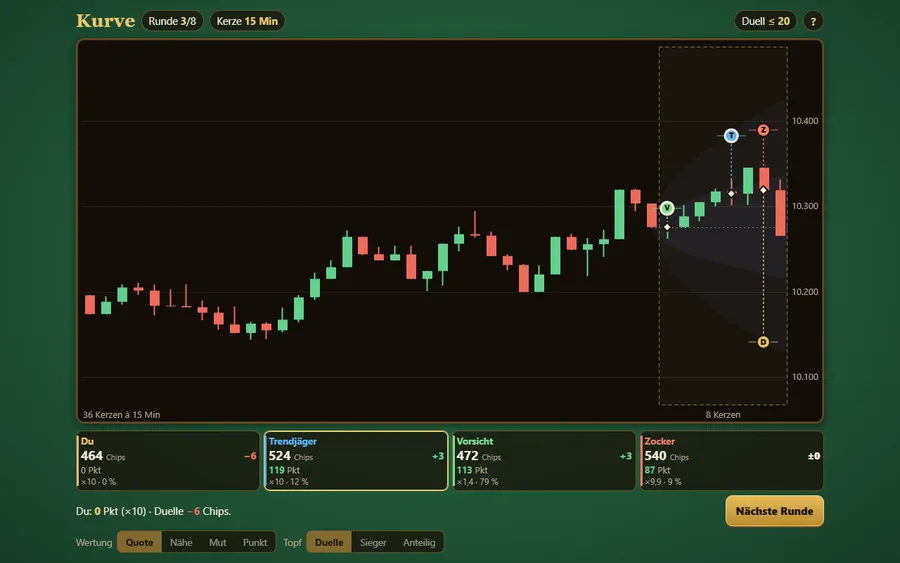 Kurve Runde 3/8 Kerze 15 Min Duell ≤ 20 ?
10.400
10.300
10.200
10.100
T Z
V
D
36 Kerzen à 15 Min 8 Kerzen
Du Trendjäger Vorsicht Zocker
464 Chips −6 524 Chips +3 472 Chips +3 540 Chips ±0
0 Pkt 119 Pkt 113 Pkt 87 Pkt
×10 · 0 % ×10 · 12 % ×1,4 · 79 % ×9,9 · 9 %
Du: 0 Pkt (×10) · Duelle −6 Chips. Nächste Runde
Wertung Quote Nähe Mut Punkt Topf Duelle Sieger Anteilig